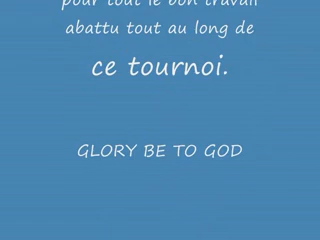 pour tout le bon travail
abattu tout au long de
ce tournoi.
GLORY BE TO GOD